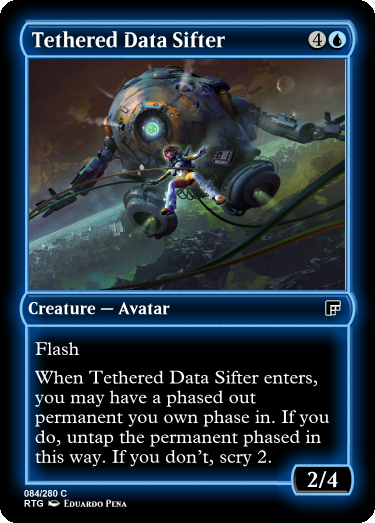 Tethered Data Sifter 4
Creature — Avatar
Flash
When Tethered Data Sifter enters,
you may have a phased out
permanent you own phase in. If you
do, untap the permanent phased in
this way. If you don't, scry 2.
2/4
084/280 C
RTG Eduardo Pena